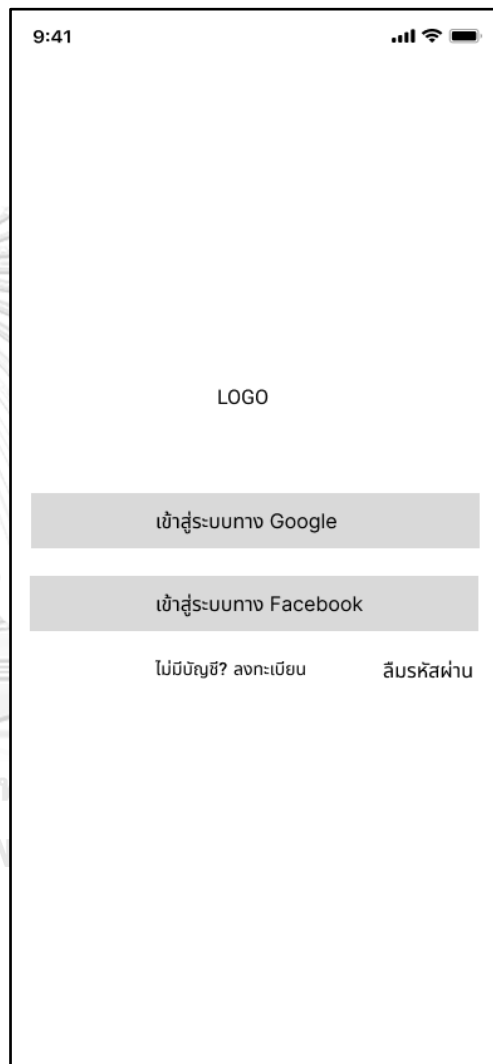 9:41
LOGO
เข้าสู่ระบบทาง Google
เข้าสู่ระบบทาง Facebook
ไม่มีบัญชี? ลงทะเบียน ลืมรหัสผ่าน